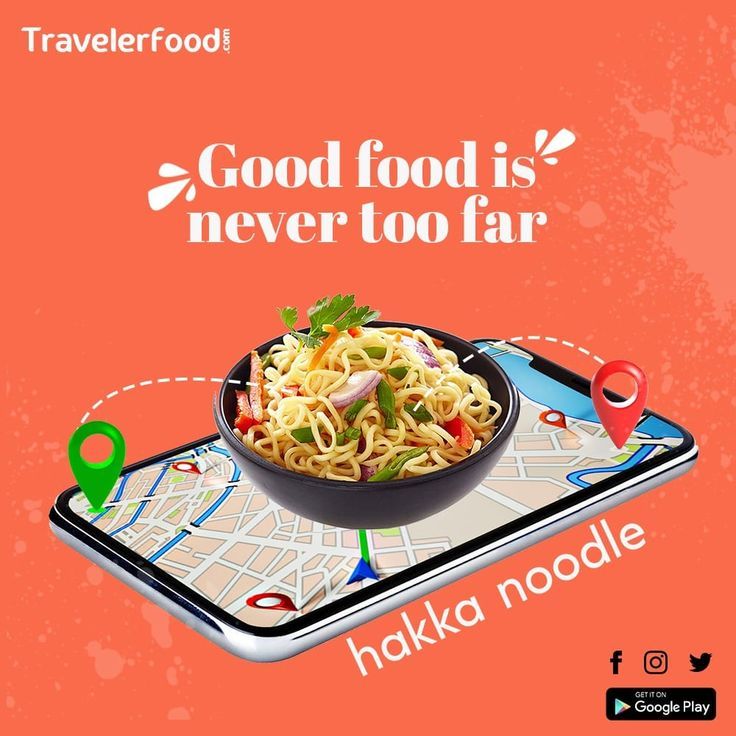 Travelerfood.com
Good food is
never too far
hakka noodle
GET IT ON
Google Play